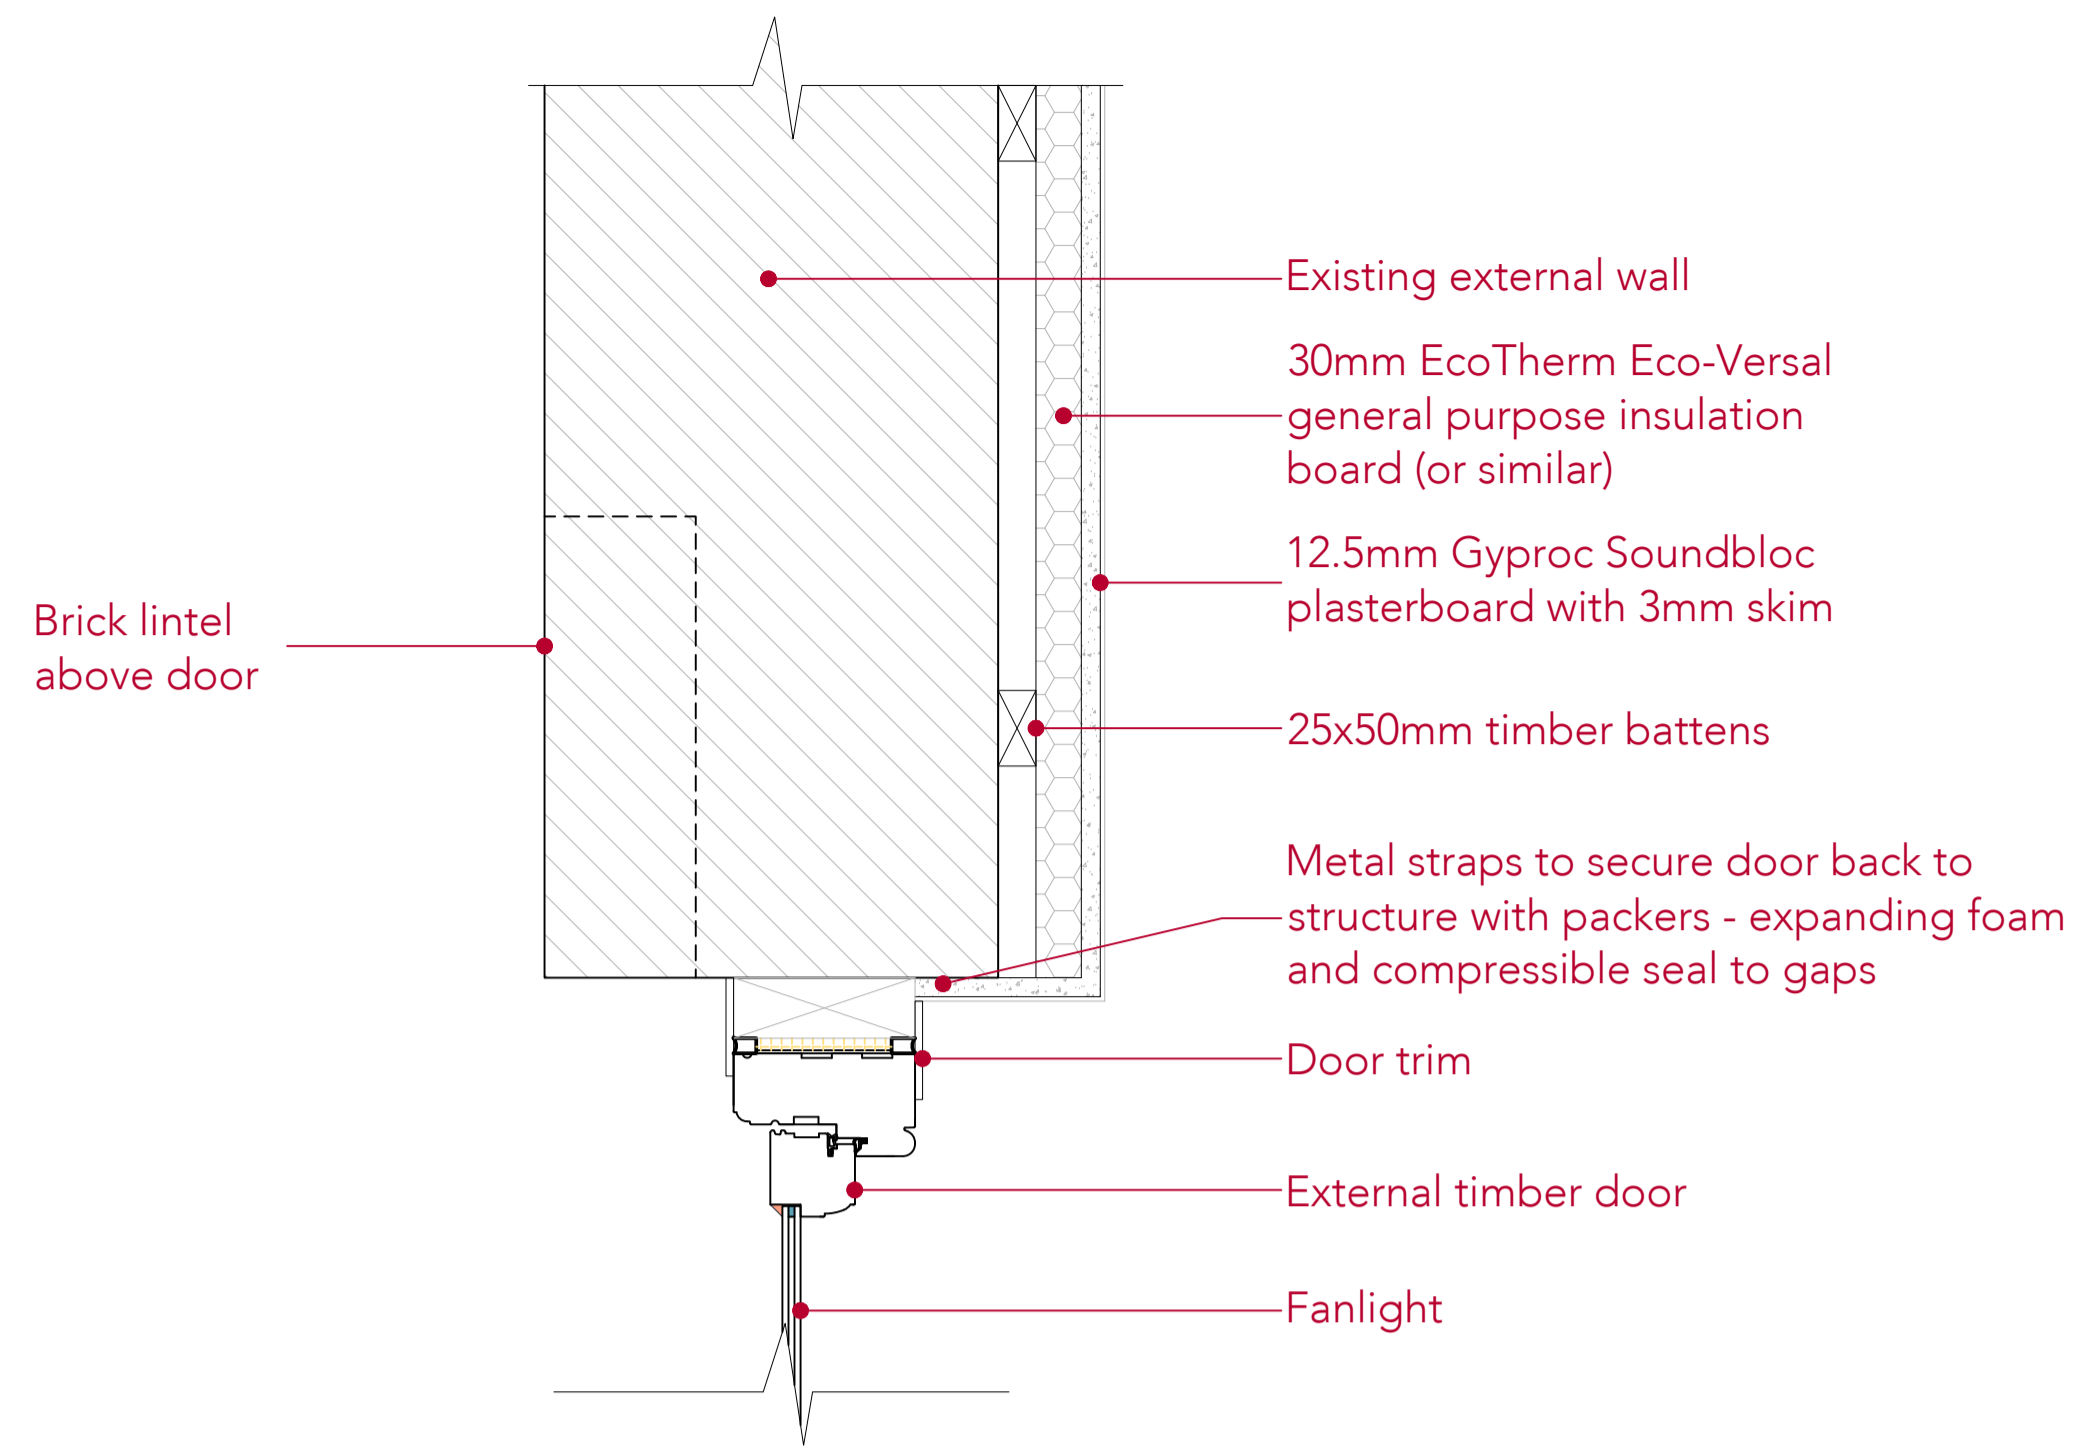 Existing external wall
30mm EcoTherm Eco-Versal
general purpose insulation
board (or similar)
12.5mm Gyproc Soundbloc
plasterboard with 3mm skim
Brick lintel
above door
25x50mm timber battens
Metal straps to secure door back to
structure with packers - expanding foam
and compressible seal to gaps
Door trim
External timber door
Fanlight